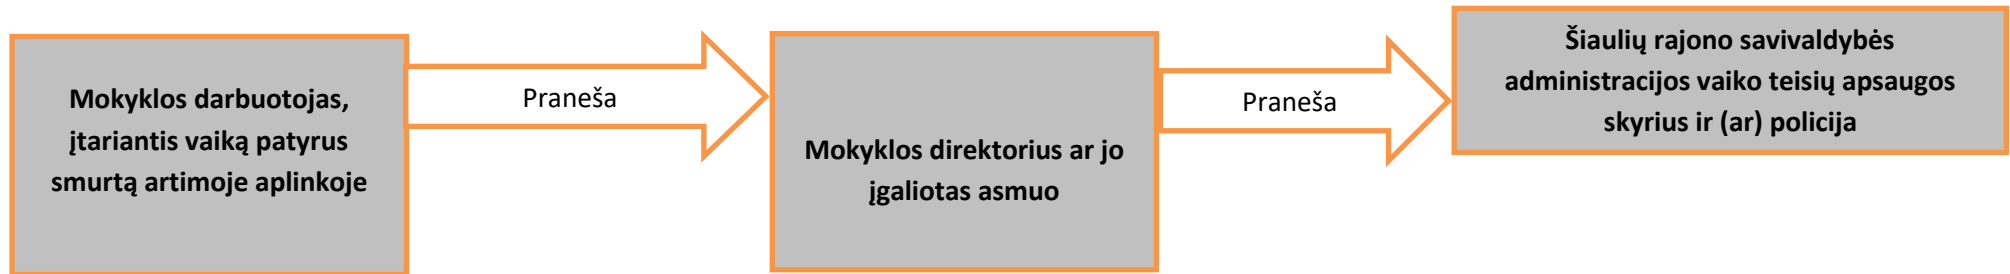 Mokyklos darbuotojas,
įtariantis vaiką patyrus
smurtą artimoje aplinkoje
Praneša
Mokyklos direktorius ar jo
įgaliotas asmuo
Praneša
Šiaulių rajono savivaldybės
administracijos vaiko teisių apsaugos
skyrius ir (ar) policija